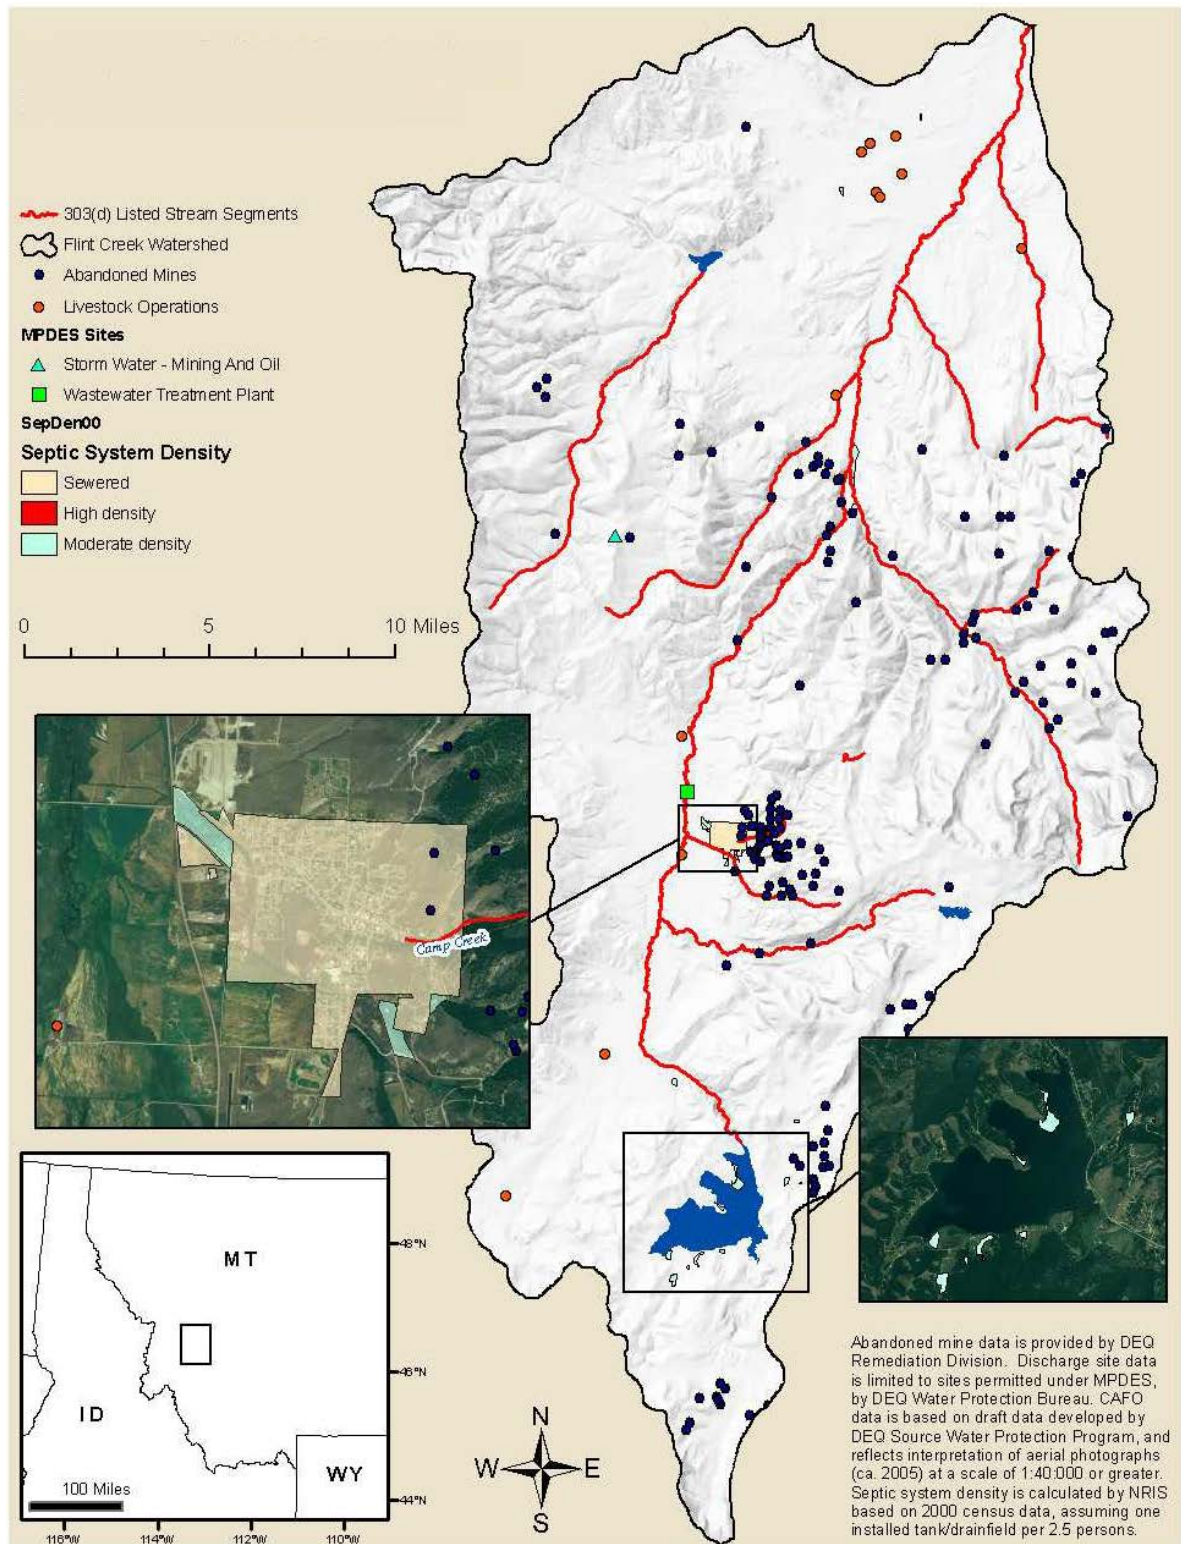 303(d) Listed Stream Segments
Flint Creek Watershed
Abandoned Mines
Livestock Operations
MPDES Sites
Storm Water - Mining And Oil
Wastewater Treatment Plant
SepDen00
Septic System Density
Sewered
High density
Moderate density
0 5 10 Miles
Camp Creek
MT
ID
WY
48°N
46°N
44°N
100 Miles
116°W 114°W 112°W 110°W
N
W E
S
Abandoned mine data is provided by DEQ
Remediation Division. Discharge site data
is limited to sites permitted under MPDES,
by DEQ Water Protection Bureau. CAFO
data is based on draft data developed by
DEQ Source Water Protection Program, and
reflects interpretation of aerial photographs
(ca. 2005) at a scale of 1:40:000 or greater.
Septic system density is calculated by NRIS
based on 2000 census data, assuming one
installed tank/drainfield per 2.5 persons.